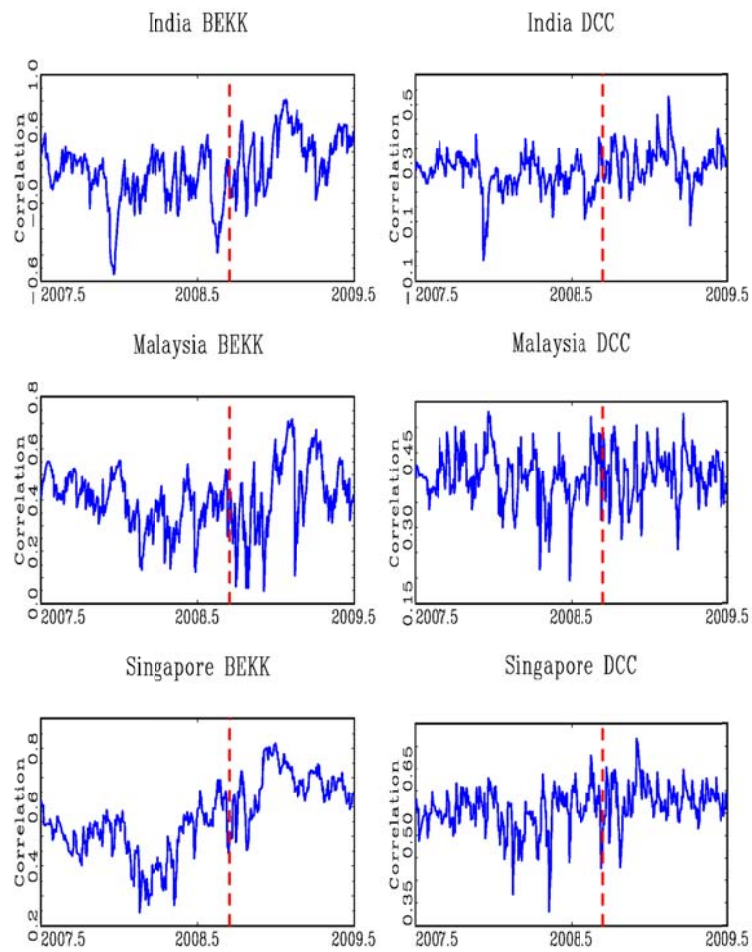 India BEKK
Correlation
−0.6 −0.0 0.6 1.0
2007.5 2008.5 2009.5
India DCC
Correlation
−0.1 0.1 0.3 0.5
2007.5 2008.5 2009.5
Malaysia BEKK
Correlation
0.0 0.2 0.4 0.6 0.8
2007.5 2008.5 2009.5
Malaysia DCC
Correlation
0.15 0.30 0.45
2007.5 2008.5 2009.5
Singapore BEKK
Correlation
0.2 0.4 0.6 0.8
2007.5 2008.5 2009.5
Singapore DCC
Correlation
0.35 0.50 0.65
2007.5 2008.5 2009.5